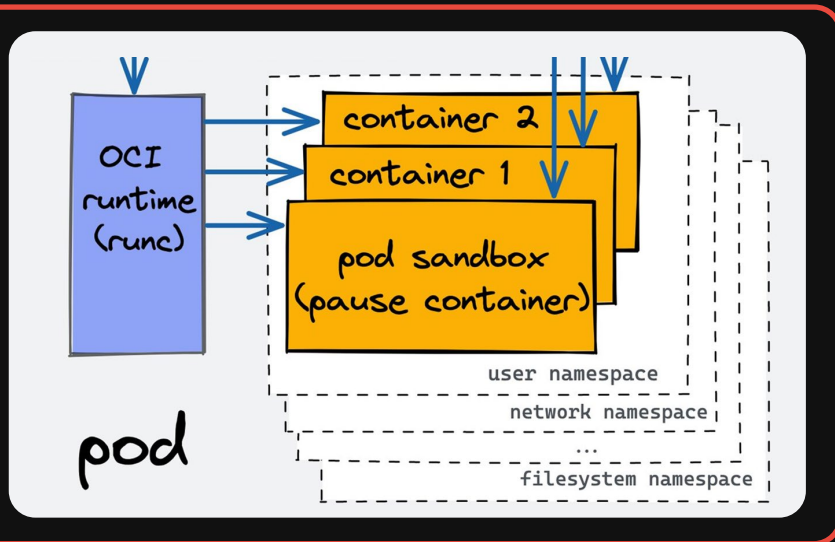 OCI
runtime
(runc)
container 2
container 1
pod sandbox
(pause container)
user namespace
network namespace
...
filesystem namespace
pod